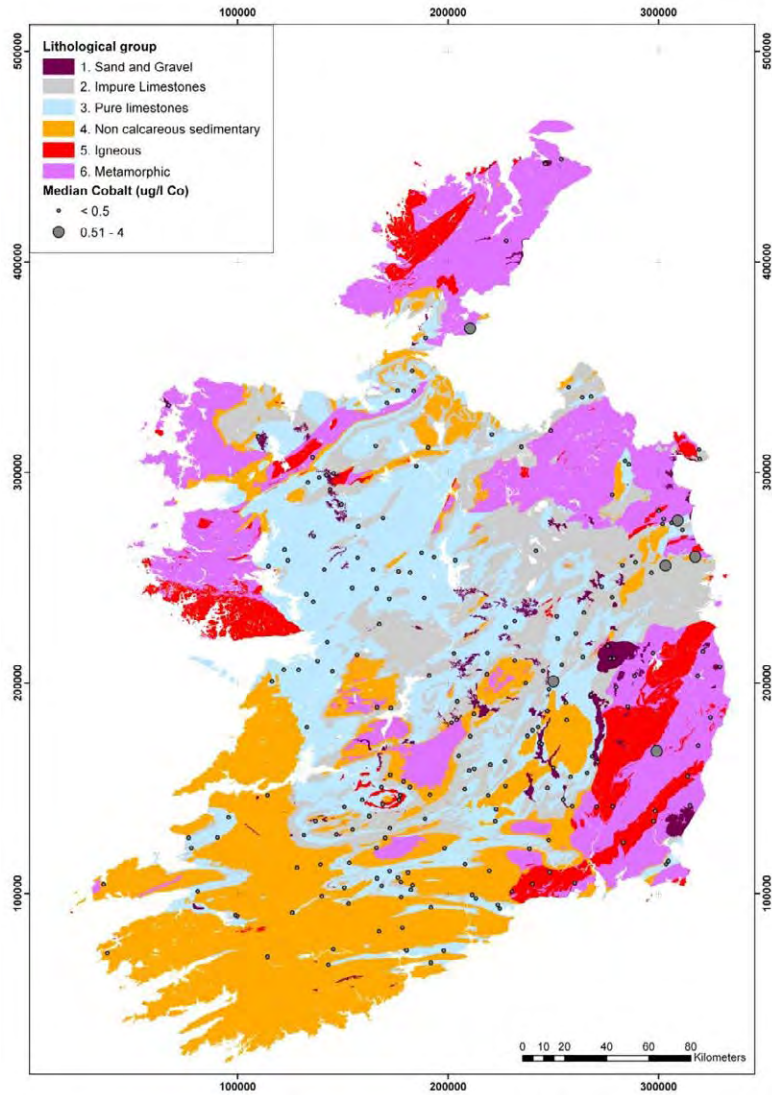 100000 200000 300000
500000 500000
Lithological group
1. Sand and Gravel
2. Impure Limestones
3. Pure limestones
4. Non calcareous sedimentary
5. Igneous
6. Metamorphic
Median Cobalt (ug/l Co)
< 0.5
0.51 - 4
400000 400000
300000 300000
200000 200000
100000 100000
0 5 10 20 40 60 80
Kilometers
100000 200000 300000